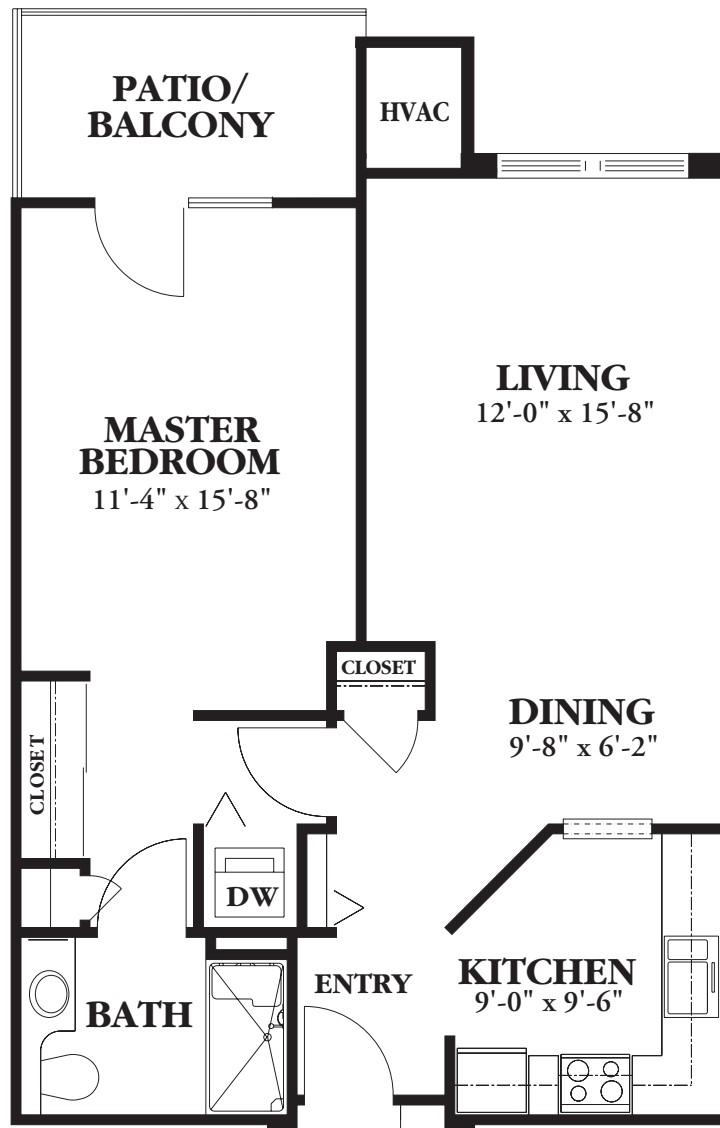 PATIO/
BALCONY
HVAC
LIVING
12'-0" x 15'-8"
MASTER
BEDROOM
11'-4" x 15'-8"
CLOSET
DINING
9'-8" x 6'-2"
CLOSET
DW
ENTRY
KITCHEN
9'-0" x 9'-6"
BATH